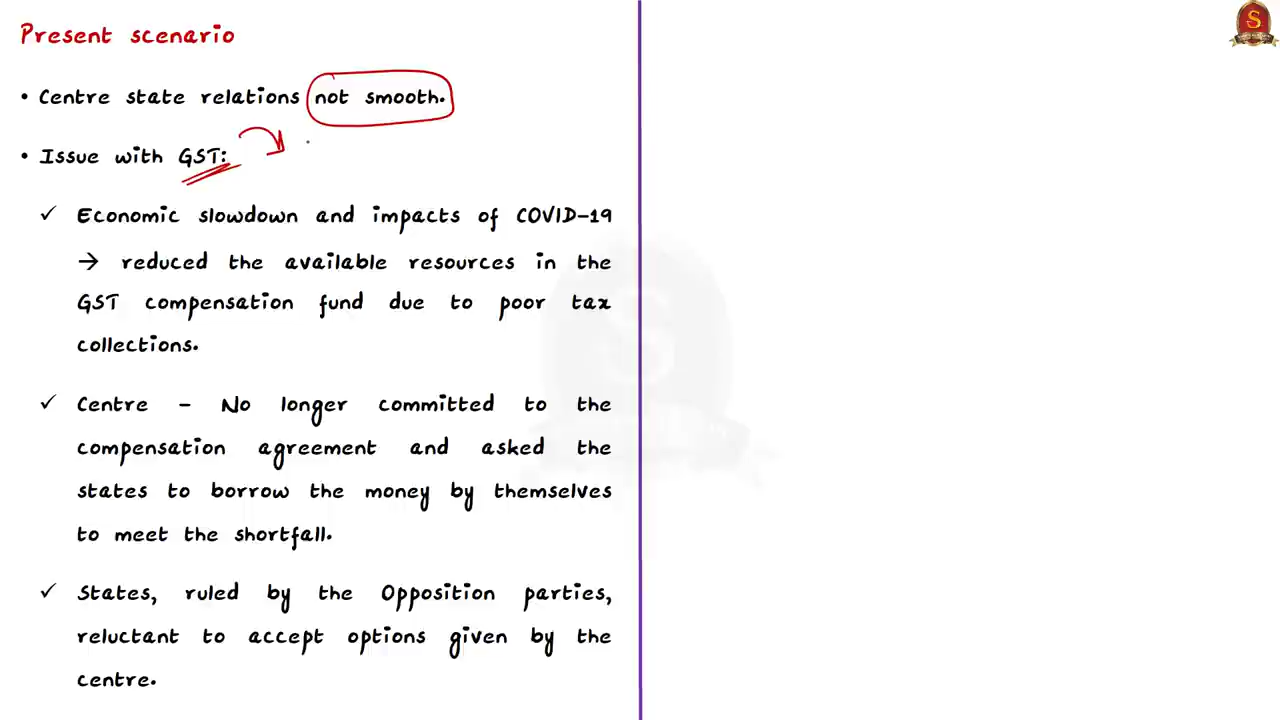 Present scenario
• Centre state relations not smooth.
• Issue with GST:
✓ Economic slowdown and impacts of COVID-19
→ reduced the available resources in the
GST compensation fund due to poor tax
collections.
✓ Centre - No longer committed to the
compensation agreement and asked the
states to borrow the money by themselves
to meet the shortfall.
✓ States, ruled by the Opposition parties,
reluctant to accept options given by the
centre.
S